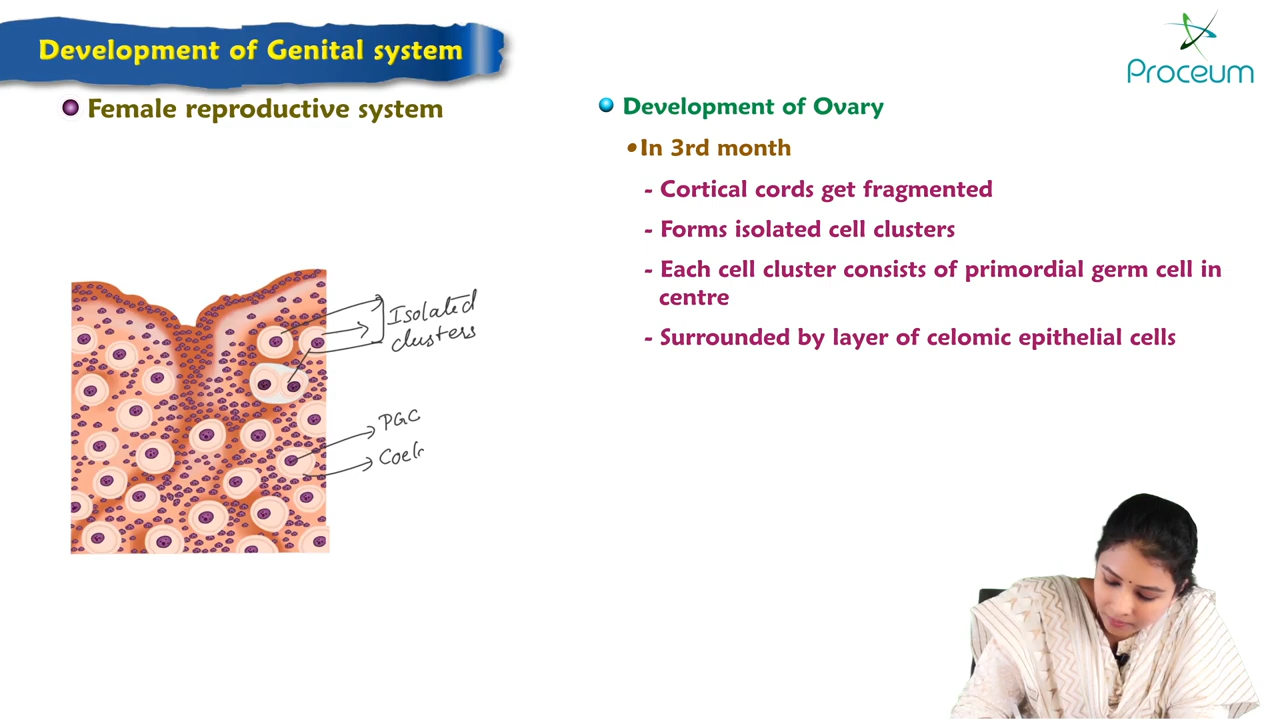 Development of Genital system
Proceum
Female reproductive system
Development of Ovary
•In 3rd month
- Cortical cords get fragmented
- Forms isolated cell clusters
- Each cell cluster consists of primordial germ cell in
centre
- Surrounded by layer of celomic epithelial cells
Isolated
clusters
PGC
Coel